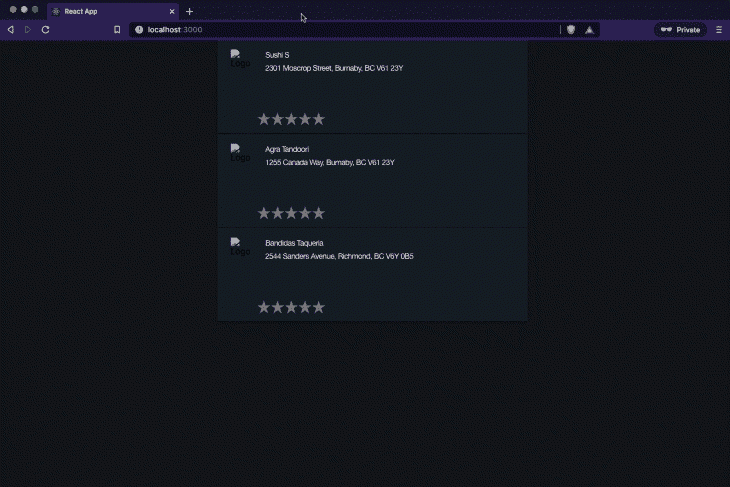 React App
localhost:3000
Private
Logo
Sushi S
2301 Moscrop Street, Burnaby, BC V61 23Y
Logo
Agra Tandoori
1255 Canada Way, Burnaby, BC V61 23Y
Logo
Bandidas Taqueria
2544 Sanders Avenue, Richmond, BC V6Y 0B5